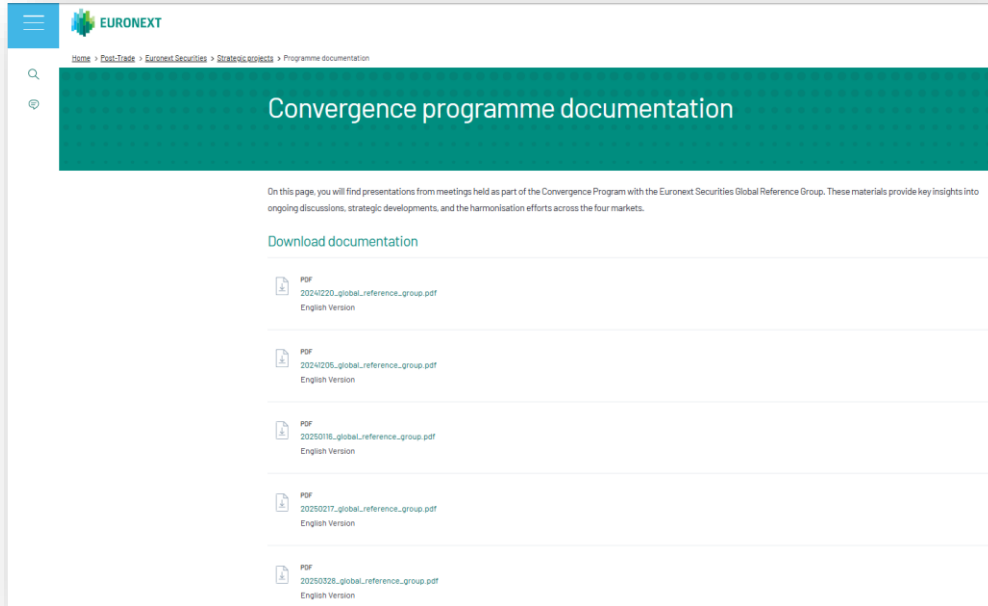 EURONEXT
Home > Post-Trade > Euronext Securities > Strategic projects > Programme documentation
Convergence programme documentation
On this page, you will find presentations from meetings held as part of the Convergence Program with the Euronext Securities Global Reference Group. These materials provide key insights into
ongoing discussions, strategic developments, and the harmonisation efforts across the four markets.
Download documentation
PDF
20241220_global_reference_group.pdf
English Version
PDF
20241205_global_reference_group.pdf
English Version
PDF
20250116_global_reference_group.pdf
English Version
PDF
20250217_global_reference_group.pdf
English Version
PDF
20250328_global_reference_group.pdf
English Version